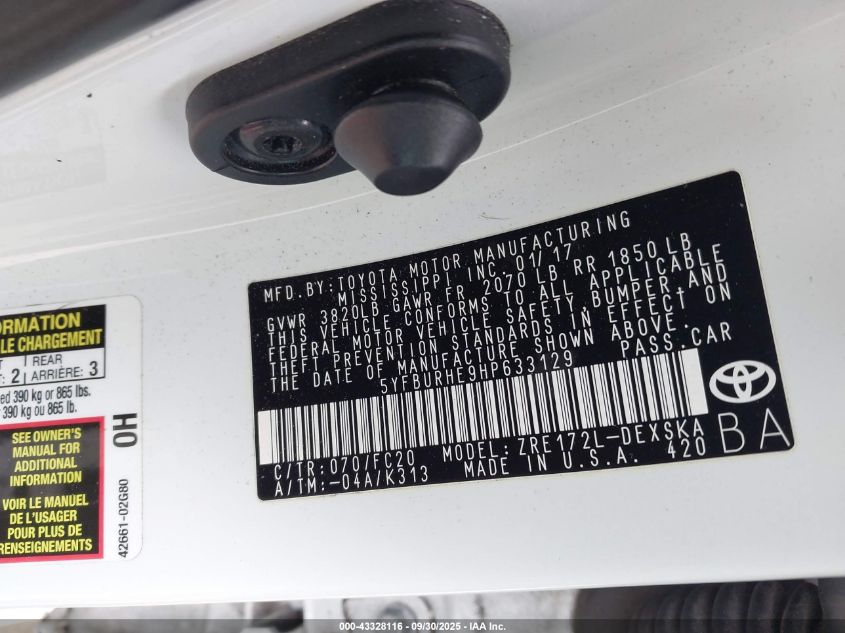 MFD.BY:TOYOTA MOTOR MANUFACTURING
MISSISSIPPI INC. 01/17
GVWR 3820LB GAWR FR 2070 LB RR 1850 LB
THIS VEHICLE CONFORMS TO ALL APPLICABLE
FEDERAL MOTOR VEHICLE SAFETY, BUMPER,AND
THEFT PREVENTION STANDARDS IN EFFECT ON
THE DATE OF MANUFACTURE SHOWN ABOVE.
5YFBURHE9HP633129 PASS.CAR
C/TR:070/FC20 MODEL:ZRE172L-DEXSKA
A/TM:-04A/K313 MADE IN U.S.A. 420
BA
ORMATION
LE CHARGEMENT
2 REAR ARRIÈRE: 3
ed 390 kg or 865 lbs.
r 390 kg ou 865 lb.
SEE OWNER'S
MANUAL FOR
ADDITIONAL
INFORMATION
VOIR LE MANUEL
DE L'USAGER
POUR PLUS DE
RENSEIGNEMENTS
0H
42661-02G80
000-43328116 - 09/30/2025 - IAA Inc.